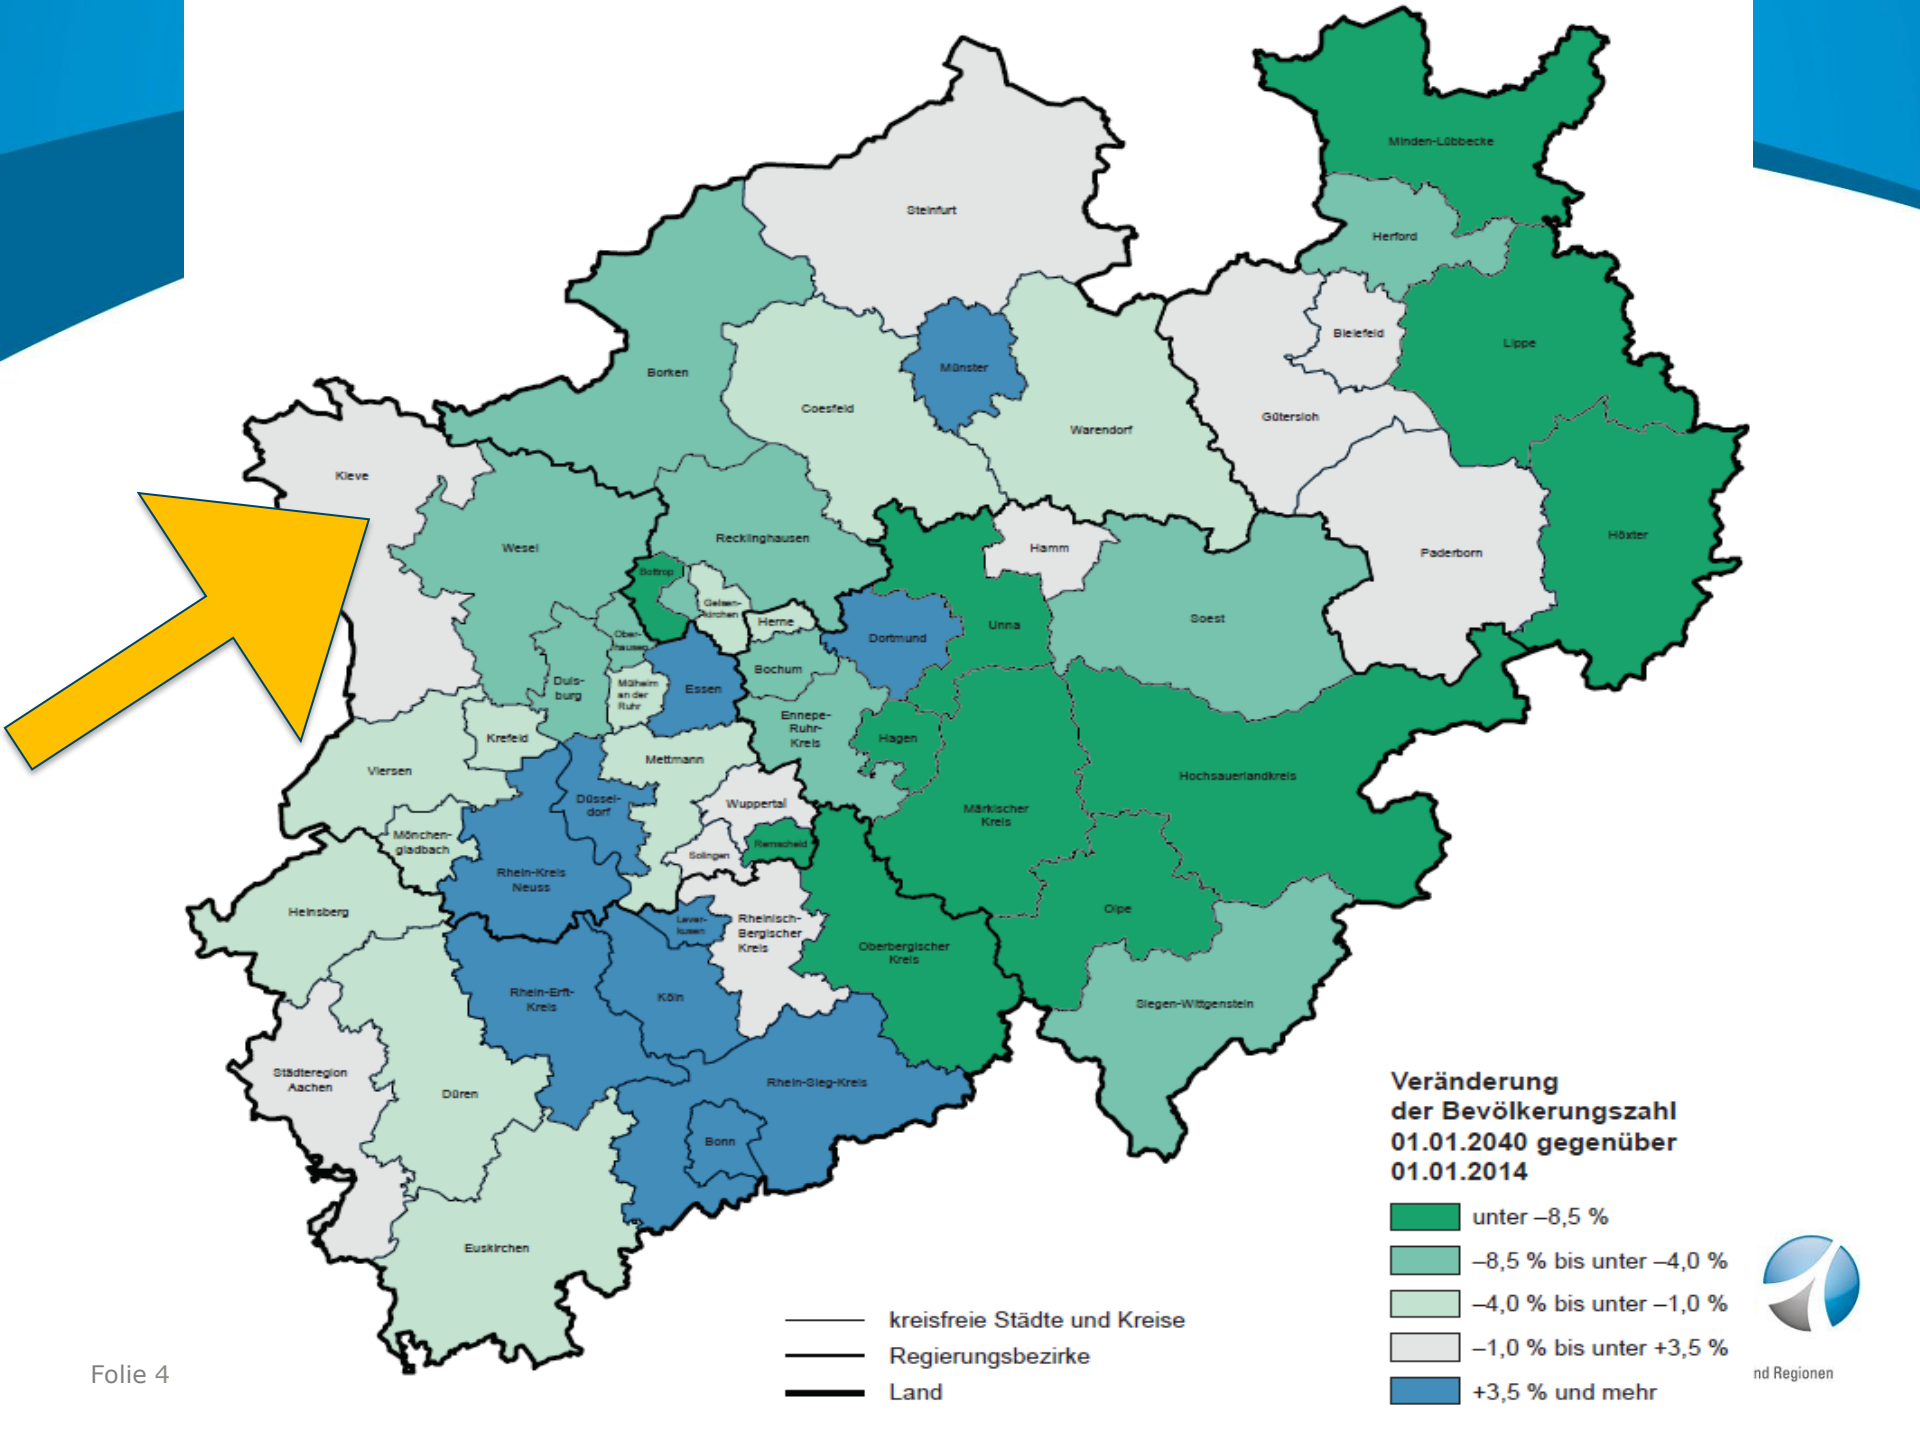 Minden-Lübbecke
Steinfurt
Herford
Bielefeld
Lippe
Münster
Borken
Coesfeld
Gütersloh
Warendorf
Kleve
Höxter
Recklinghausen
Wesel
Hamm
Paderborn
Bottrop
Gelsen-
kirchen
Herne
Soest
Unna
Dortmund
Ober-
hausen
Bochum
Duis-
burg
Mülheim
an der
Ruhr
Essen
Ennepe-
Ruhr-
Kreis
Hagen
Krefeld
Mettmann
Viersen
Hochsauerlandkreis
Düssel-
dorf
Wuppertal
Märkischer
Kreis
Mönchen-
gladbach
Remscheid
Solingen
Rhein-Kreis
Neuss
Heinsberg
Olpe
Lever-
kusen
Rheinisch-
Bergischer
Kreis
Oberbergischer
Kreis
Rhein-Erft-
Kreis
Köln
Siegen-Wittgenstein
Städteregion
Aachen
Düren
Rhein-Sieg-Kreis
Bonn
Euskirchen
Veränderung
der Bevölkerungszahl
01.01.2040 gegenüber
01.01.2014
unter –8,5 %
–8,5 % bis unter –4,0 %
–4,0 % bis unter –1,0 %
–1,0 % bis unter +3,5 %
+3,5 % und mehr
kreisfreie Städte und Kreise
Regierungsbezirke
Land
Folie 4
nd Regionen